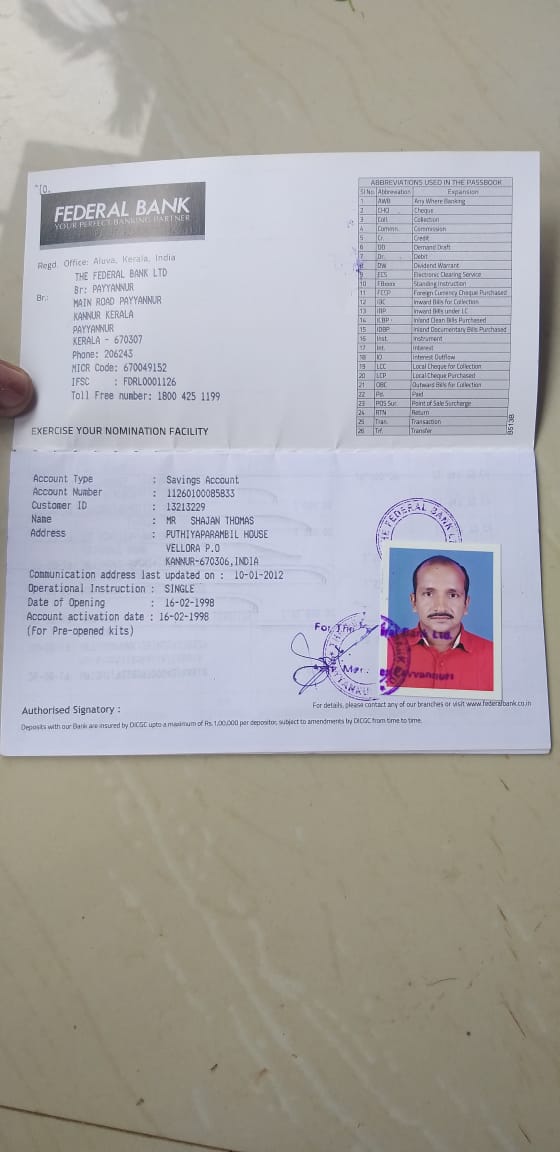 FEDERAL BANK
YOUR PERFECT BANKING PARTNER
Regd. Office: Aluva, Kerala, India
THE FEDERAL BANK LTD
Br: PAYYANNUR
Br.: MAIN ROAD PAYYANNUR
KANNUR KERALA
PAYYANNUR
KERALA - 670307
Phone: 206243
MICR Code: 670049152
IFSC : FDRL0001126
Toll Free number: 1800 425 1199
EXERCISE YOUR NOMINATION FACILITY
ABBREVIATIONS USED IN THE PASSBOOK
Sl No. Abbreviation Expansion
1 AWB Any Where Banking
2 CHQ Cheque
3 Coll. Collection
4 Commn. Commission
5 Cr. Credit
6 DD Demand Draft
7 Dr. Debit
8 DW Dividend Warrant
9 ECS Electronic Clearing Service
10 FBxxxx Standing Instruction
11 FCCP Foreign Currency Cheque Purchased
12 IBC Inward Bills for Collection
13 Inward Bills under LC
14 ILBP Inland Clean Bills Purchased
15 IDBP Inland Documentary Bills Purchased
16 Inst. Instrument
17 Int. Interest
18 IO Interest Outflow
19 LCC Local Cheque for Collection
20 LCP Local Cheque Purchased
21 OBC Outward Bills for Collection
22 Pd. Paid
23 POS Sur. Point of Sale Surcharge
24 RTN Return
25 Tran. Transaction
26 Trf. Transfer
B513B
Account Type : Savings Account
Account Number : 11260100085833
Customer ID : 13213229
Name : MR SHAJAN THOMAS
Address : PUTHIYAPARAMBIL HOUSE
VELLORA P.O
KANNUR-670306,INDIA
Communication address last updated on : 10-01-2012
Operational Instruction : SINGLE
Date of Opening : 16-02-1998
Account activation date : 16-02-1998
(For Pre-opened kits)
THE FEDERAL BANK
For The Bank Ltd.
Authorised Signatory :
For details, please contact any of our branches or visit www.federalbank.co.in
Deposits with our Bank are insured by DICGC upto a maximum of Rs. 1,00,000 per depositor, subject to amendments by DICGC from time to time.